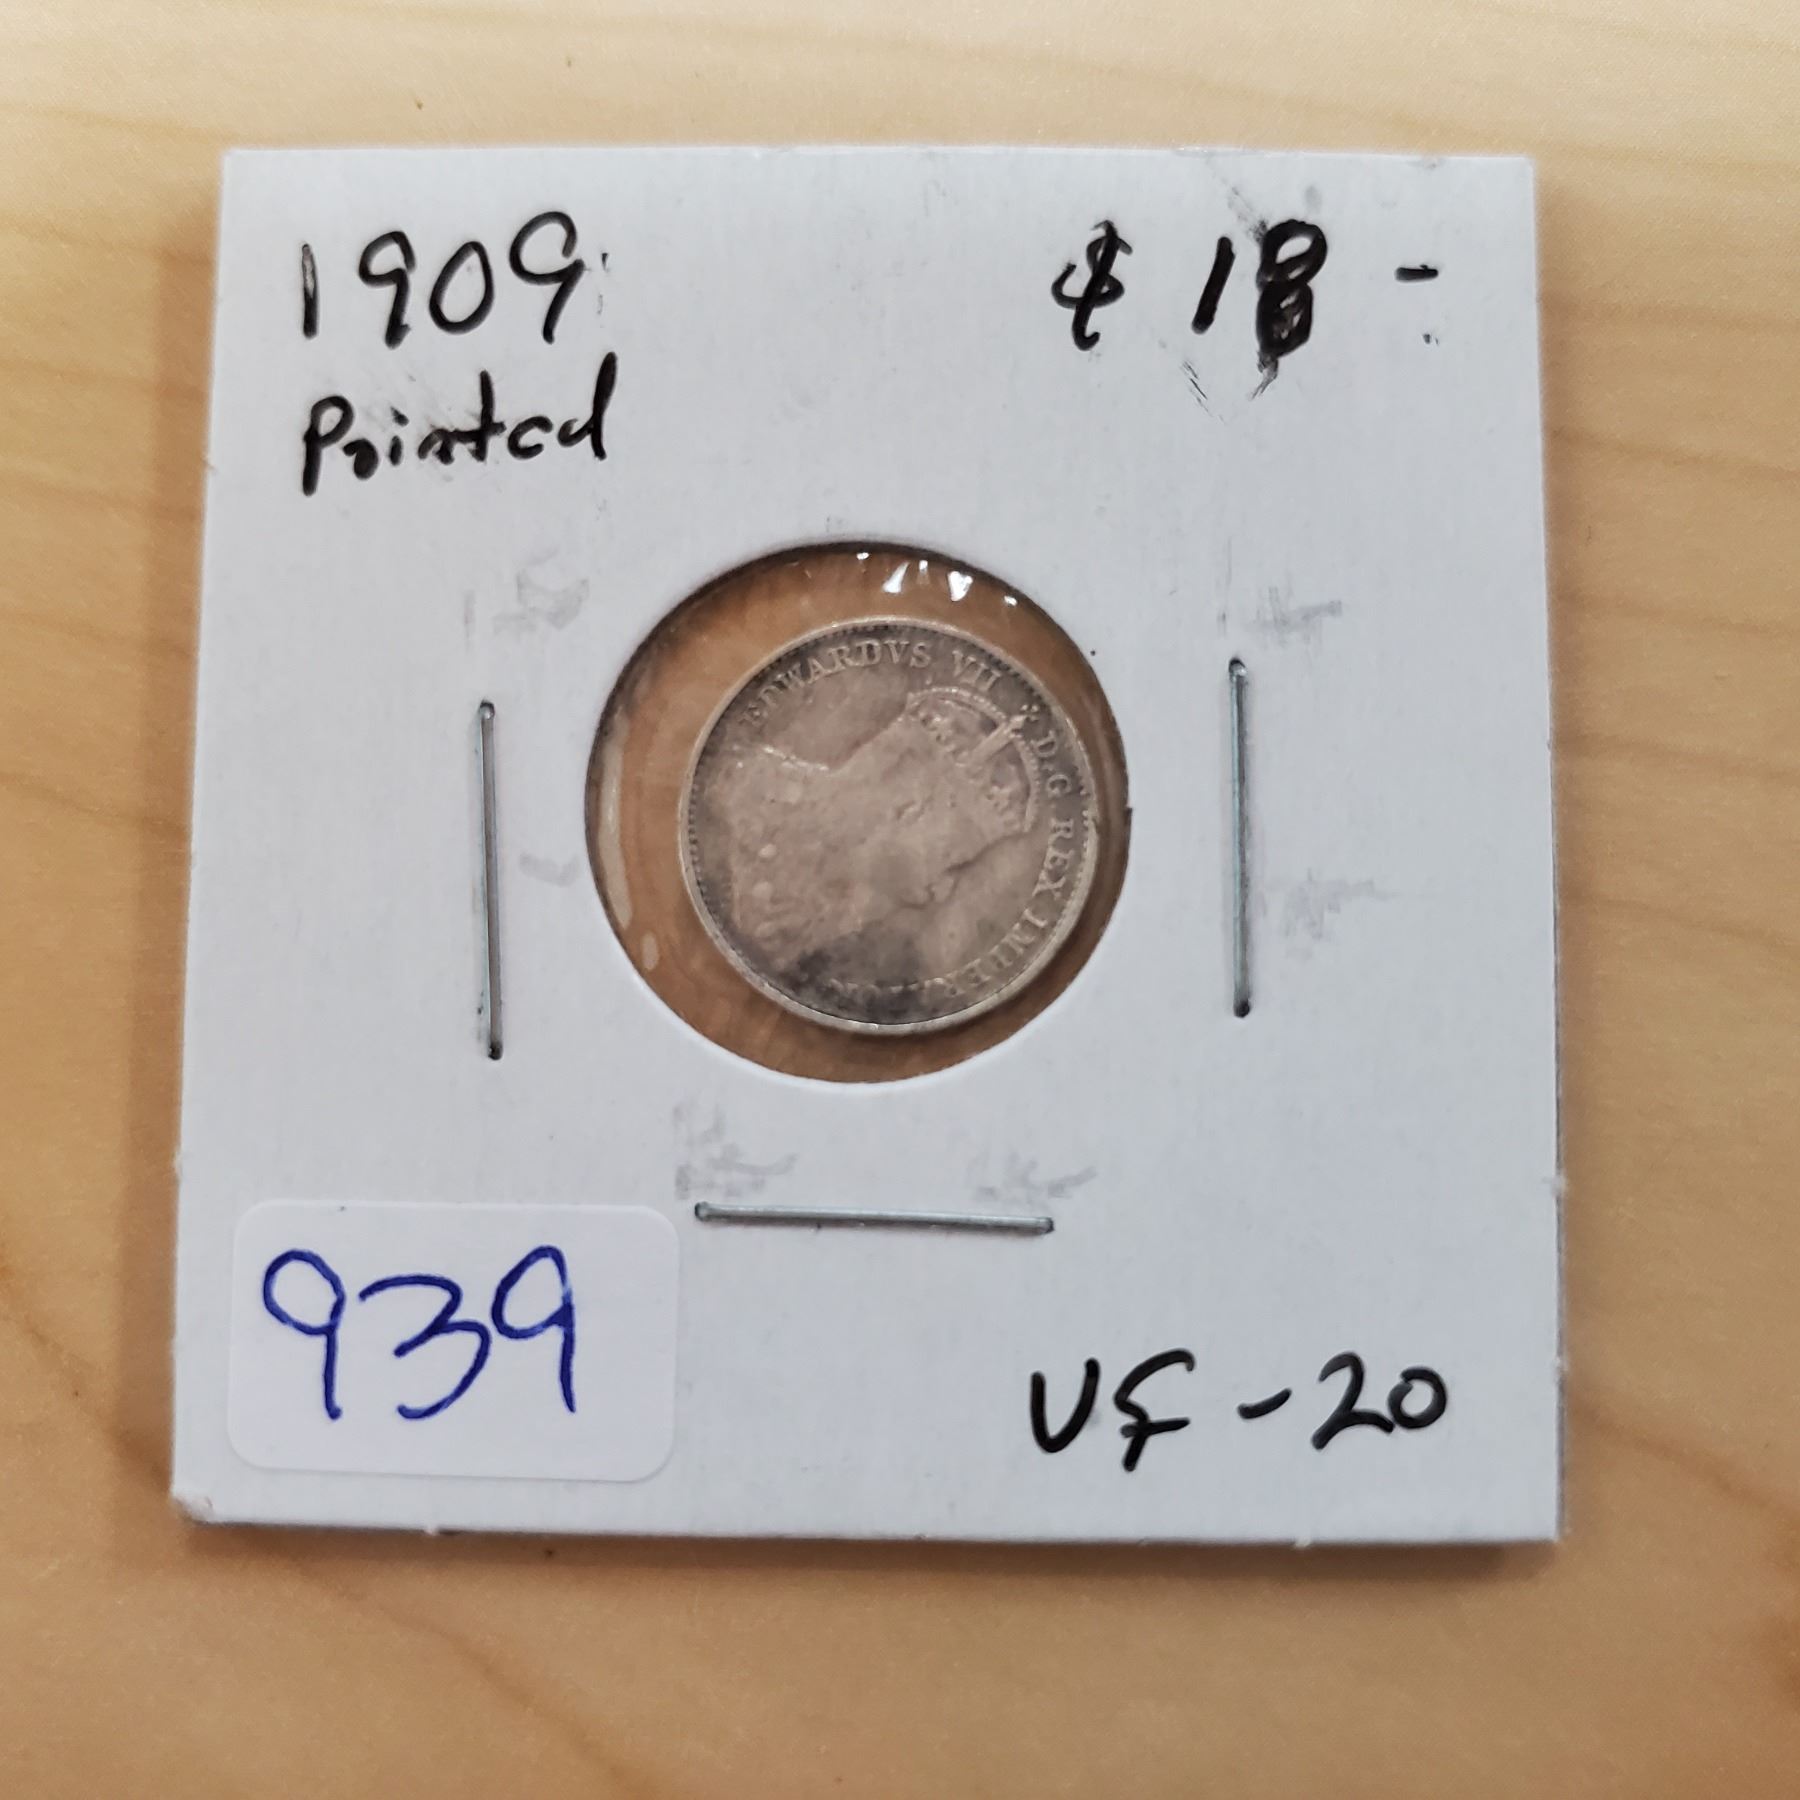 1909 $ 18 -
Pointed
EDWARDVS VII D. G. REX IMPERATOR
939
VF-20